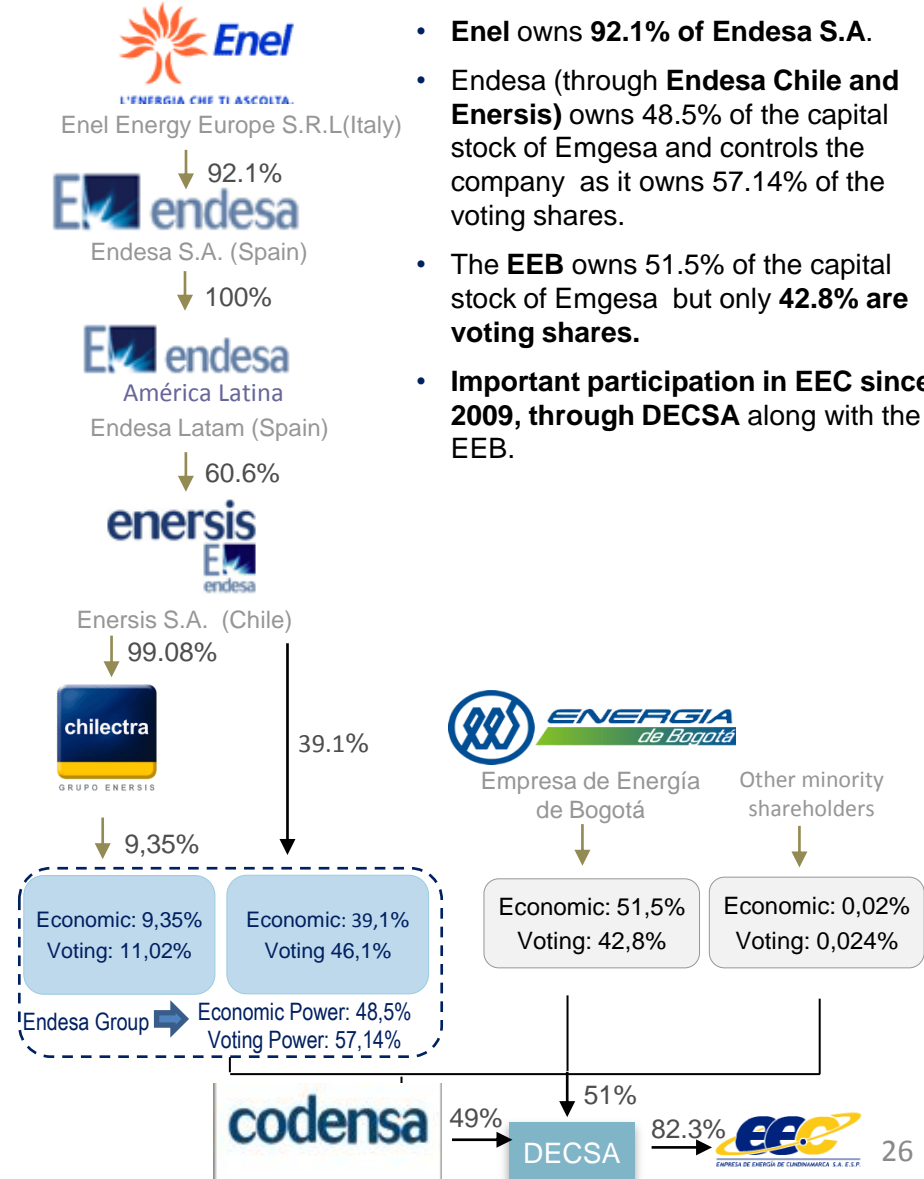 Enel
L'ENERGIA CHE TI ASCOLTA.
Enel Energy Europe S.R.L(Italy)
92.1%
endesa
Endesa S.A. (Spain)
100%
endesa
América Latina
Endesa Latam (Spain)
60.6%
enersis
endesa
Enersis S.A. (Chile)
99.08%
chilectra
GRUPO ENERSIS
39.1%
9,35%
• Enel owns 92.1% of Endesa S.A.
• Endesa (through Endesa Chile and
Enersis) owns 48.5% of the capital
stock of Emgesa and controls the
company as it owns 57.14% of the
voting shares.
• The EEB owns 51.5% of the capital
stock of Emgesa but only 42.8% are
voting shares.
• Important participation in EEC since
2009, through DECSA along with the
EEB.
ENERGIA
de Bogotá
Empresa de Energía
de Bogotá
Other minority
shareholders
Economic: 9,35%
Voting: 11,02%
Economic: 39,1%
Voting 46,1%
Endesa Group
Economic Power: 48,5%
Voting Power: 57,14%
Economic: 51,5%
Voting: 42,8%
Economic: 0,02%
Voting: 0,024%
codensa
49%
51%
DECSA
82.3%
eec
EMPRESA DE ENERGÍA DE CUNDINAMARCA S.A. E.S.P.
26